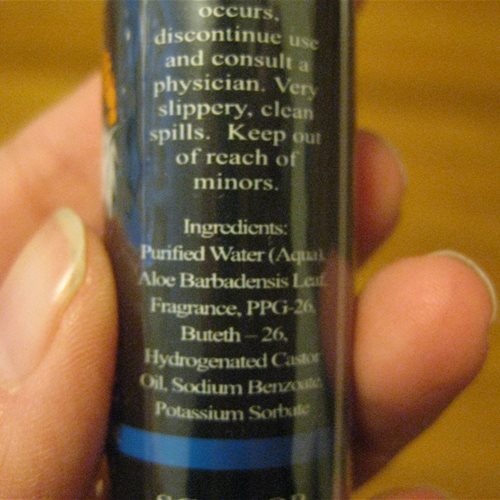 occurs,
discontinue use
and consult a
physician. Very
slippery, clean
spills. Keep out
of reach of
minors.
Ingredients:
Purified Water (Aqua),
Aloe Barbadensis Leaf,
Fragrance, PPG-26,
Buteth – 26,
Hydrogenated Castor
Oil, Sodium Benzoate,
Potassium Sorbate